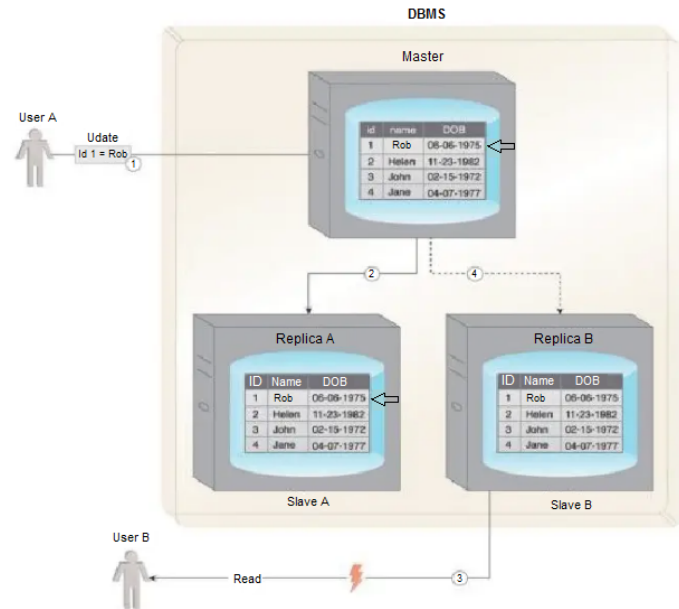 DBMS
Master
User A
Udate
Id 1 = Rob
1
id name DOB
1 Rob 06-06-1975
2 Helen 11-23-1982
3 John 02-15-1972
4 Jane 04-07-1977
2
4
Replica A
ID Name DOB
1 Rob 06-06-1975
2 Helen 11-23-1982
3 John 02-15-1972
4 Jane 04-07-1977
Slave A
Replica B
ID Name DOB
1 Rob 06-06-1975
2 Helen 11-23-1982
3 John 02-15-1972
4 Jane 04-07-1977
Slave B
User B
Read
3